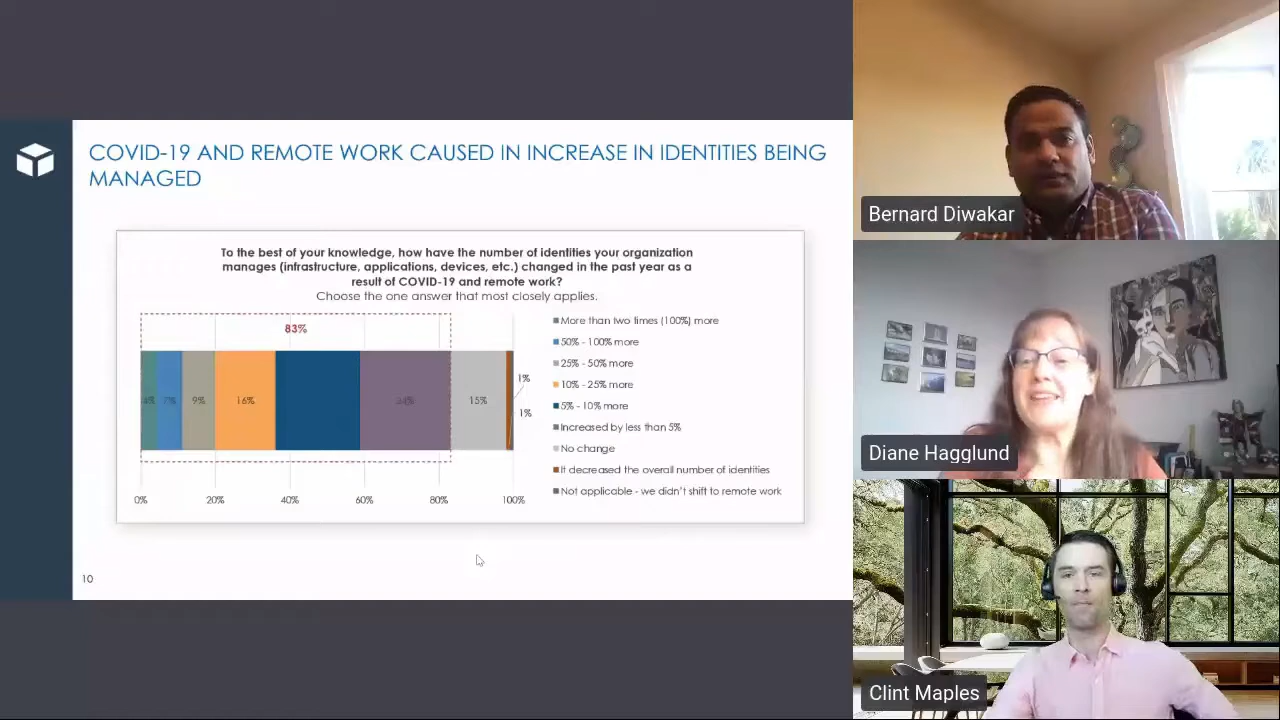 COVID-19 AND REMOTE WORK CAUSED IN INCREASE IN IDENTITIES BEING
MANAGED
To the best of your knowledge, how have the number of identities your organization
manages (infrastructure, applications, devices, etc.) changed in the past year as a
result of COVID-19 and remote work?
Choose the one answer that most closely applies.
83%
4% 7% 9% 16% 24% 15% 1%
1%
0% 20% 40% 60% 80% 100%
More than two times (100%) more
50% - 100% more
25% - 50% more
10% - 25% more
5% - 10% more
Increased by less than 5%
No change
It decreased the overall number of identities
Not applicable - we didn't shift to remote work
10
Bernard Diwakar
Diane Hagglund
Clint Maples